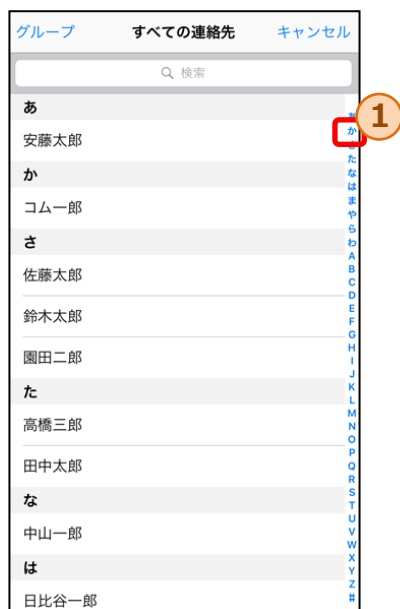 グループ すべての連絡先 キャンセル
検索
あ
安藤太郎
か
コム一郎
さ
佐藤太郎
鈴木太郎
園田二郎
た
高橋三郎
田中太郎
な
中山一郎
は
日比谷一郎
1
あ
か
さ
た
な
は
ま
や
ら
わ
A
B
C
D
E
F
G
H
I
J
K
L
M
N
O
P
Q
R
S
T
U
V
W
X
Y
Z
#